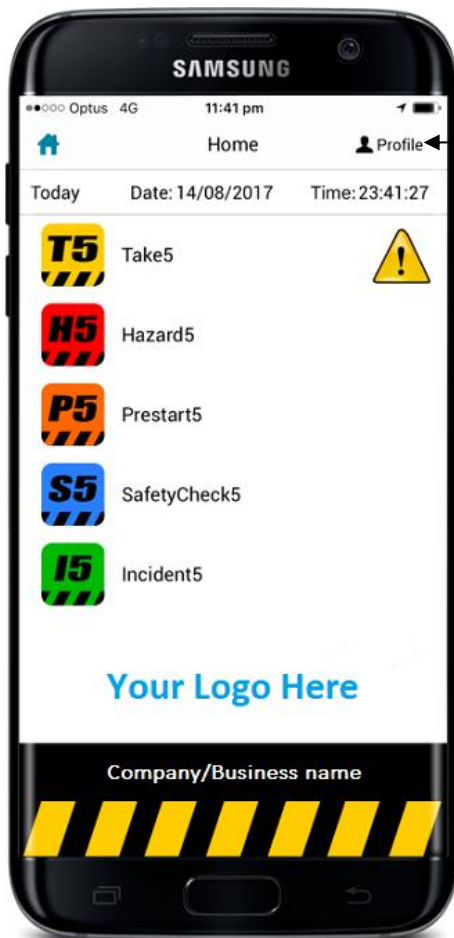 SAMSUNG
Optus 4G 11:41 pm
Home Profile
Today Date: 14/08/2017 Time: 23:41:27
T5 Take5
H5 Hazard5
P5 Prestart5
S5 SafetyCheck5
I5 Incident5
Your Logo Here
Company/Business name